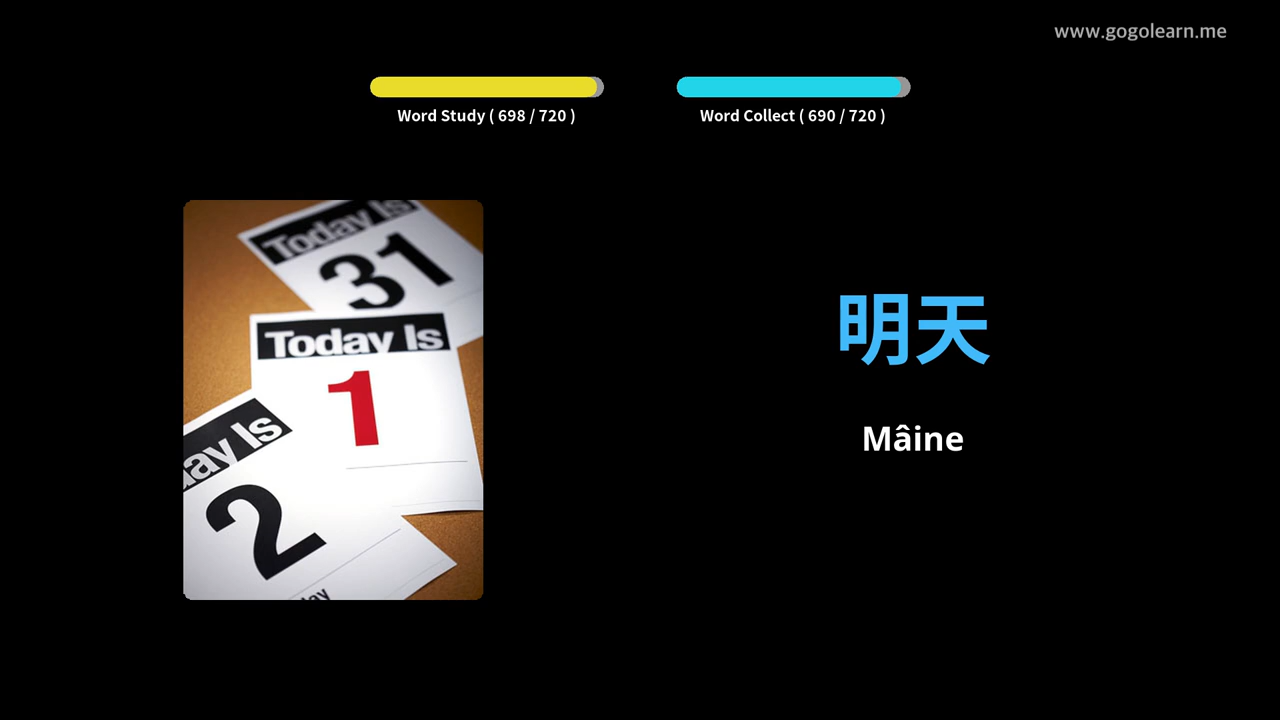 www.gogolearn.me
Word Study ( 698 / 720 )
Word Collect ( 690 / 720 )
Today Is
31
Today Is
1
ay Is
2
明天
Mâine